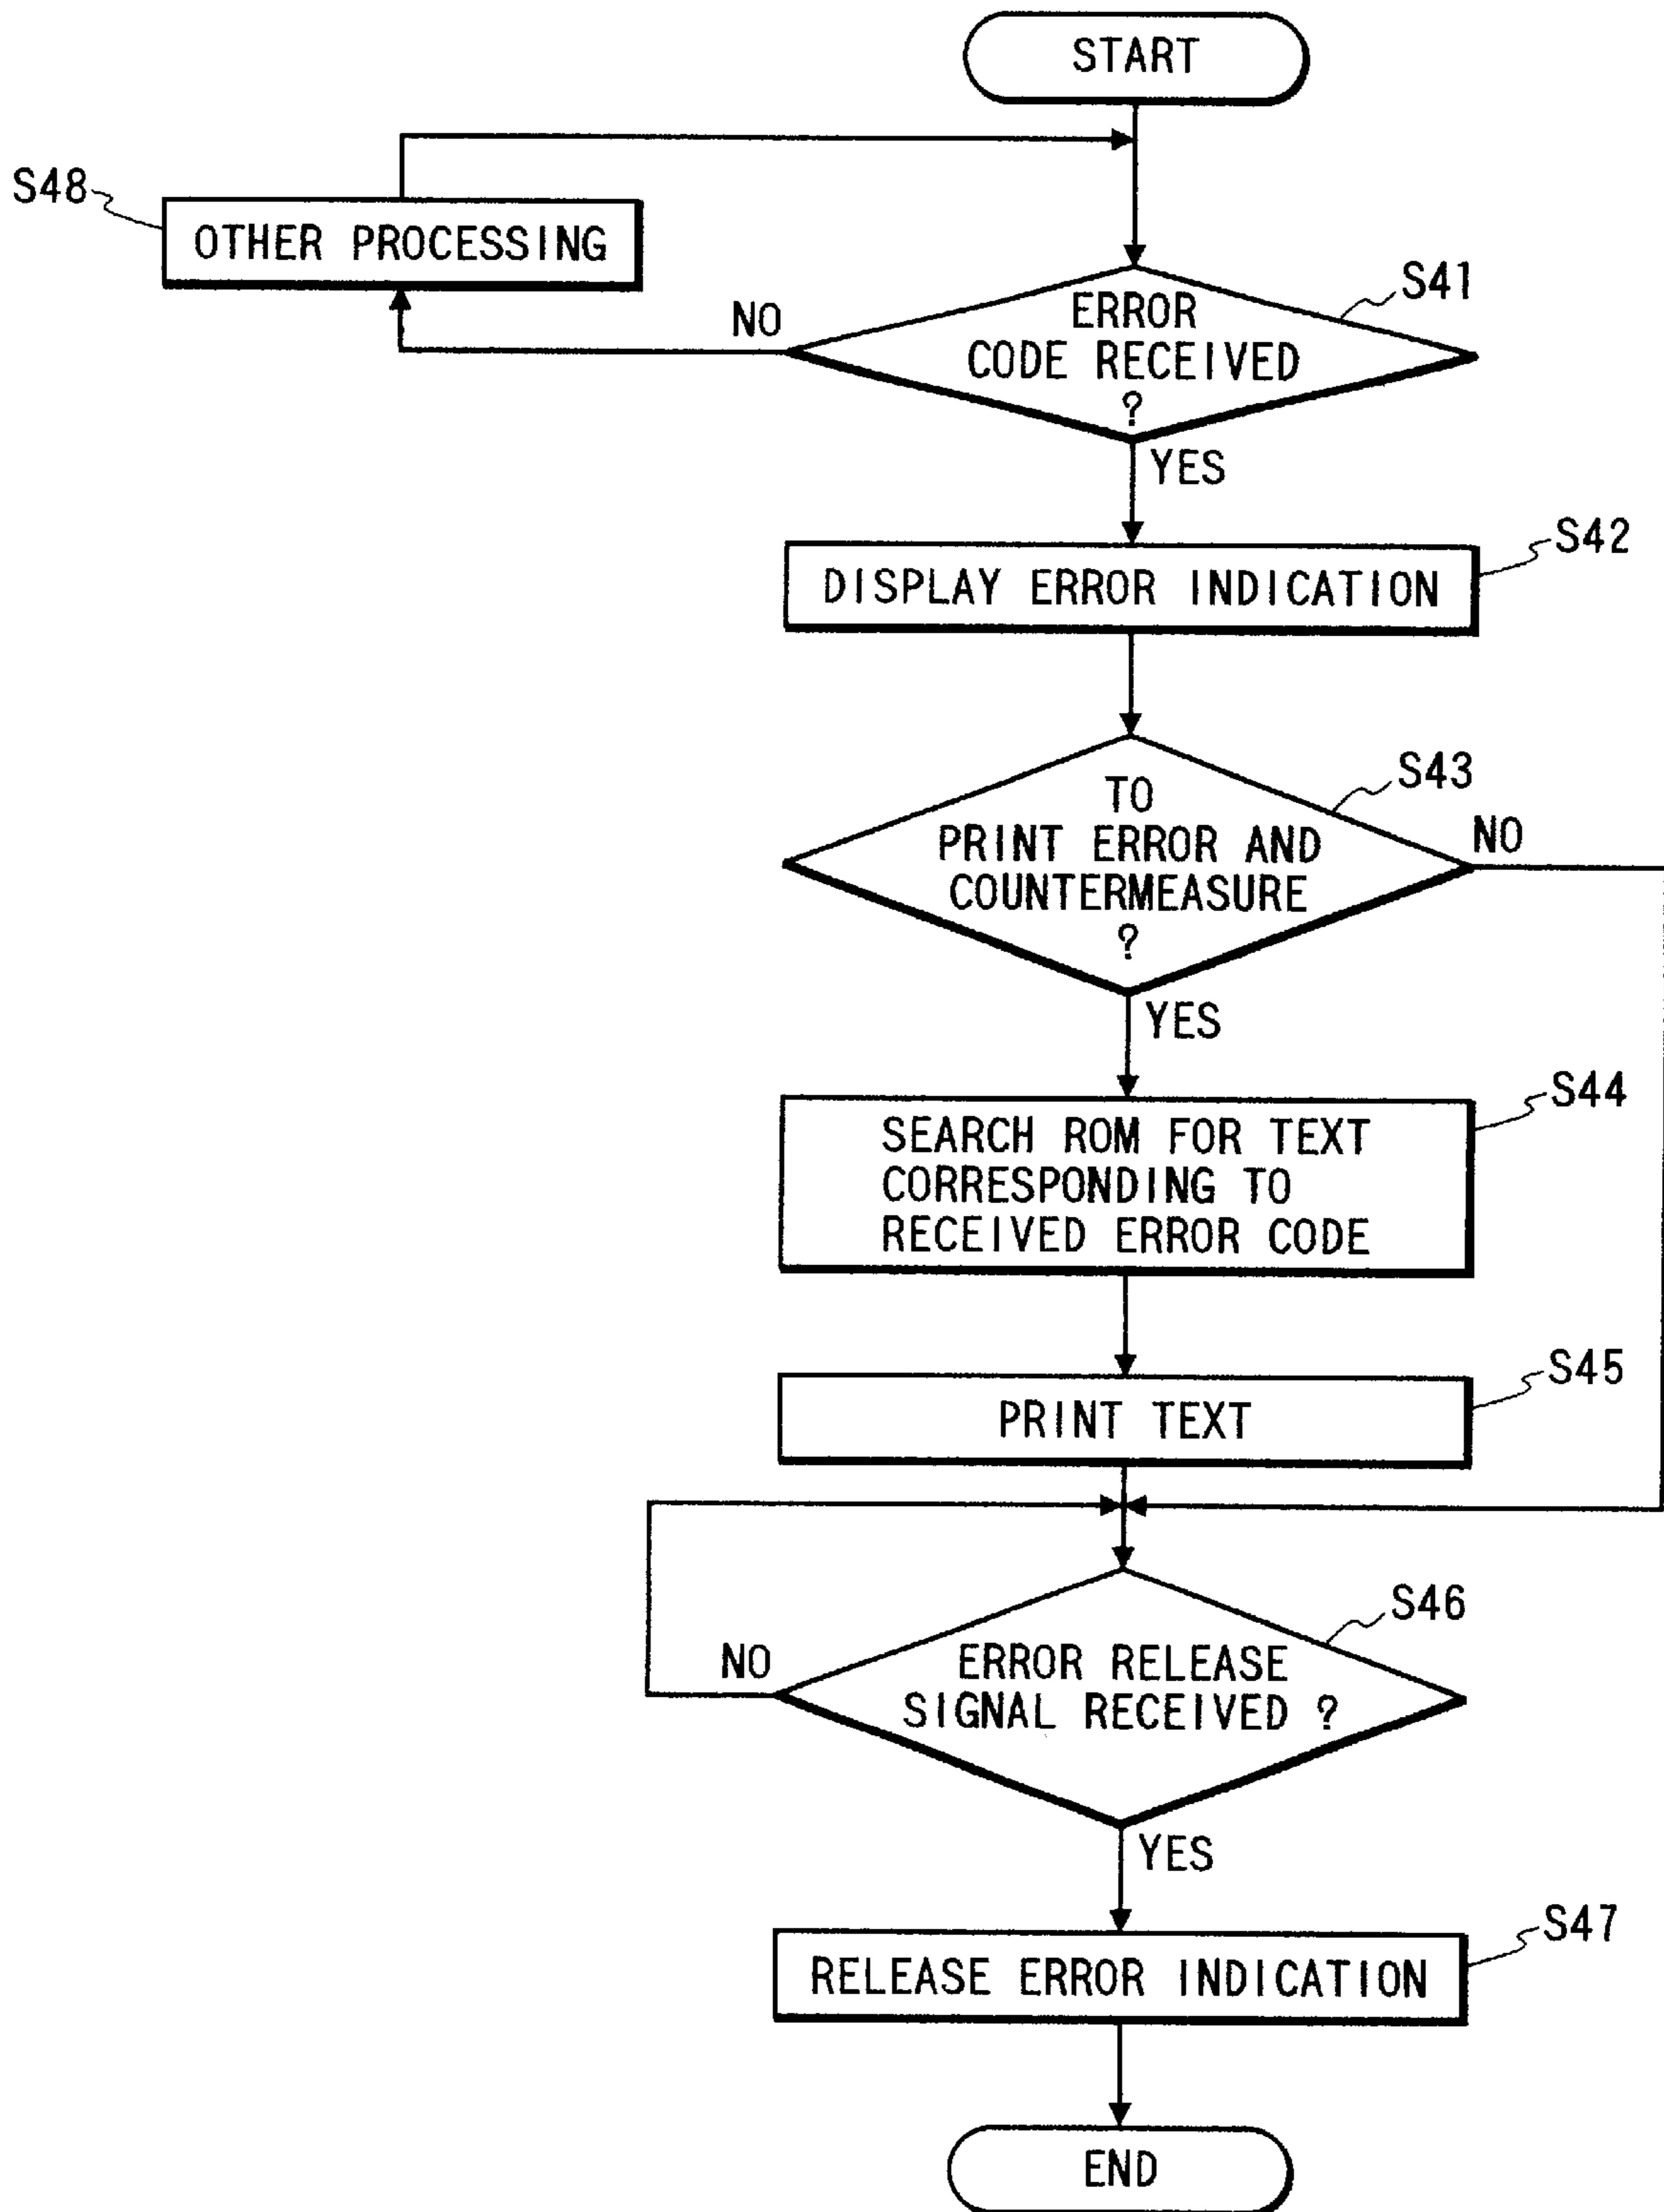 START
S48
OTHER PROCESSING
S41
NO
ERROR
CODE RECEIVED
?
YES
S42
DISPLAY ERROR INDICATION
S43
TO
PRINT ERROR AND
COUNTERMEASURE
?
NO
YES
S44
SEARCH ROM FOR TEXT
CORRESPONDING TO
RECEIVED ERROR CODE
S45
PRINT TEXT
S46
NO
ERROR RELEASE
SIGNAL RECEIVED ?
YES
S47
RELEASE ERROR INDICATION
END